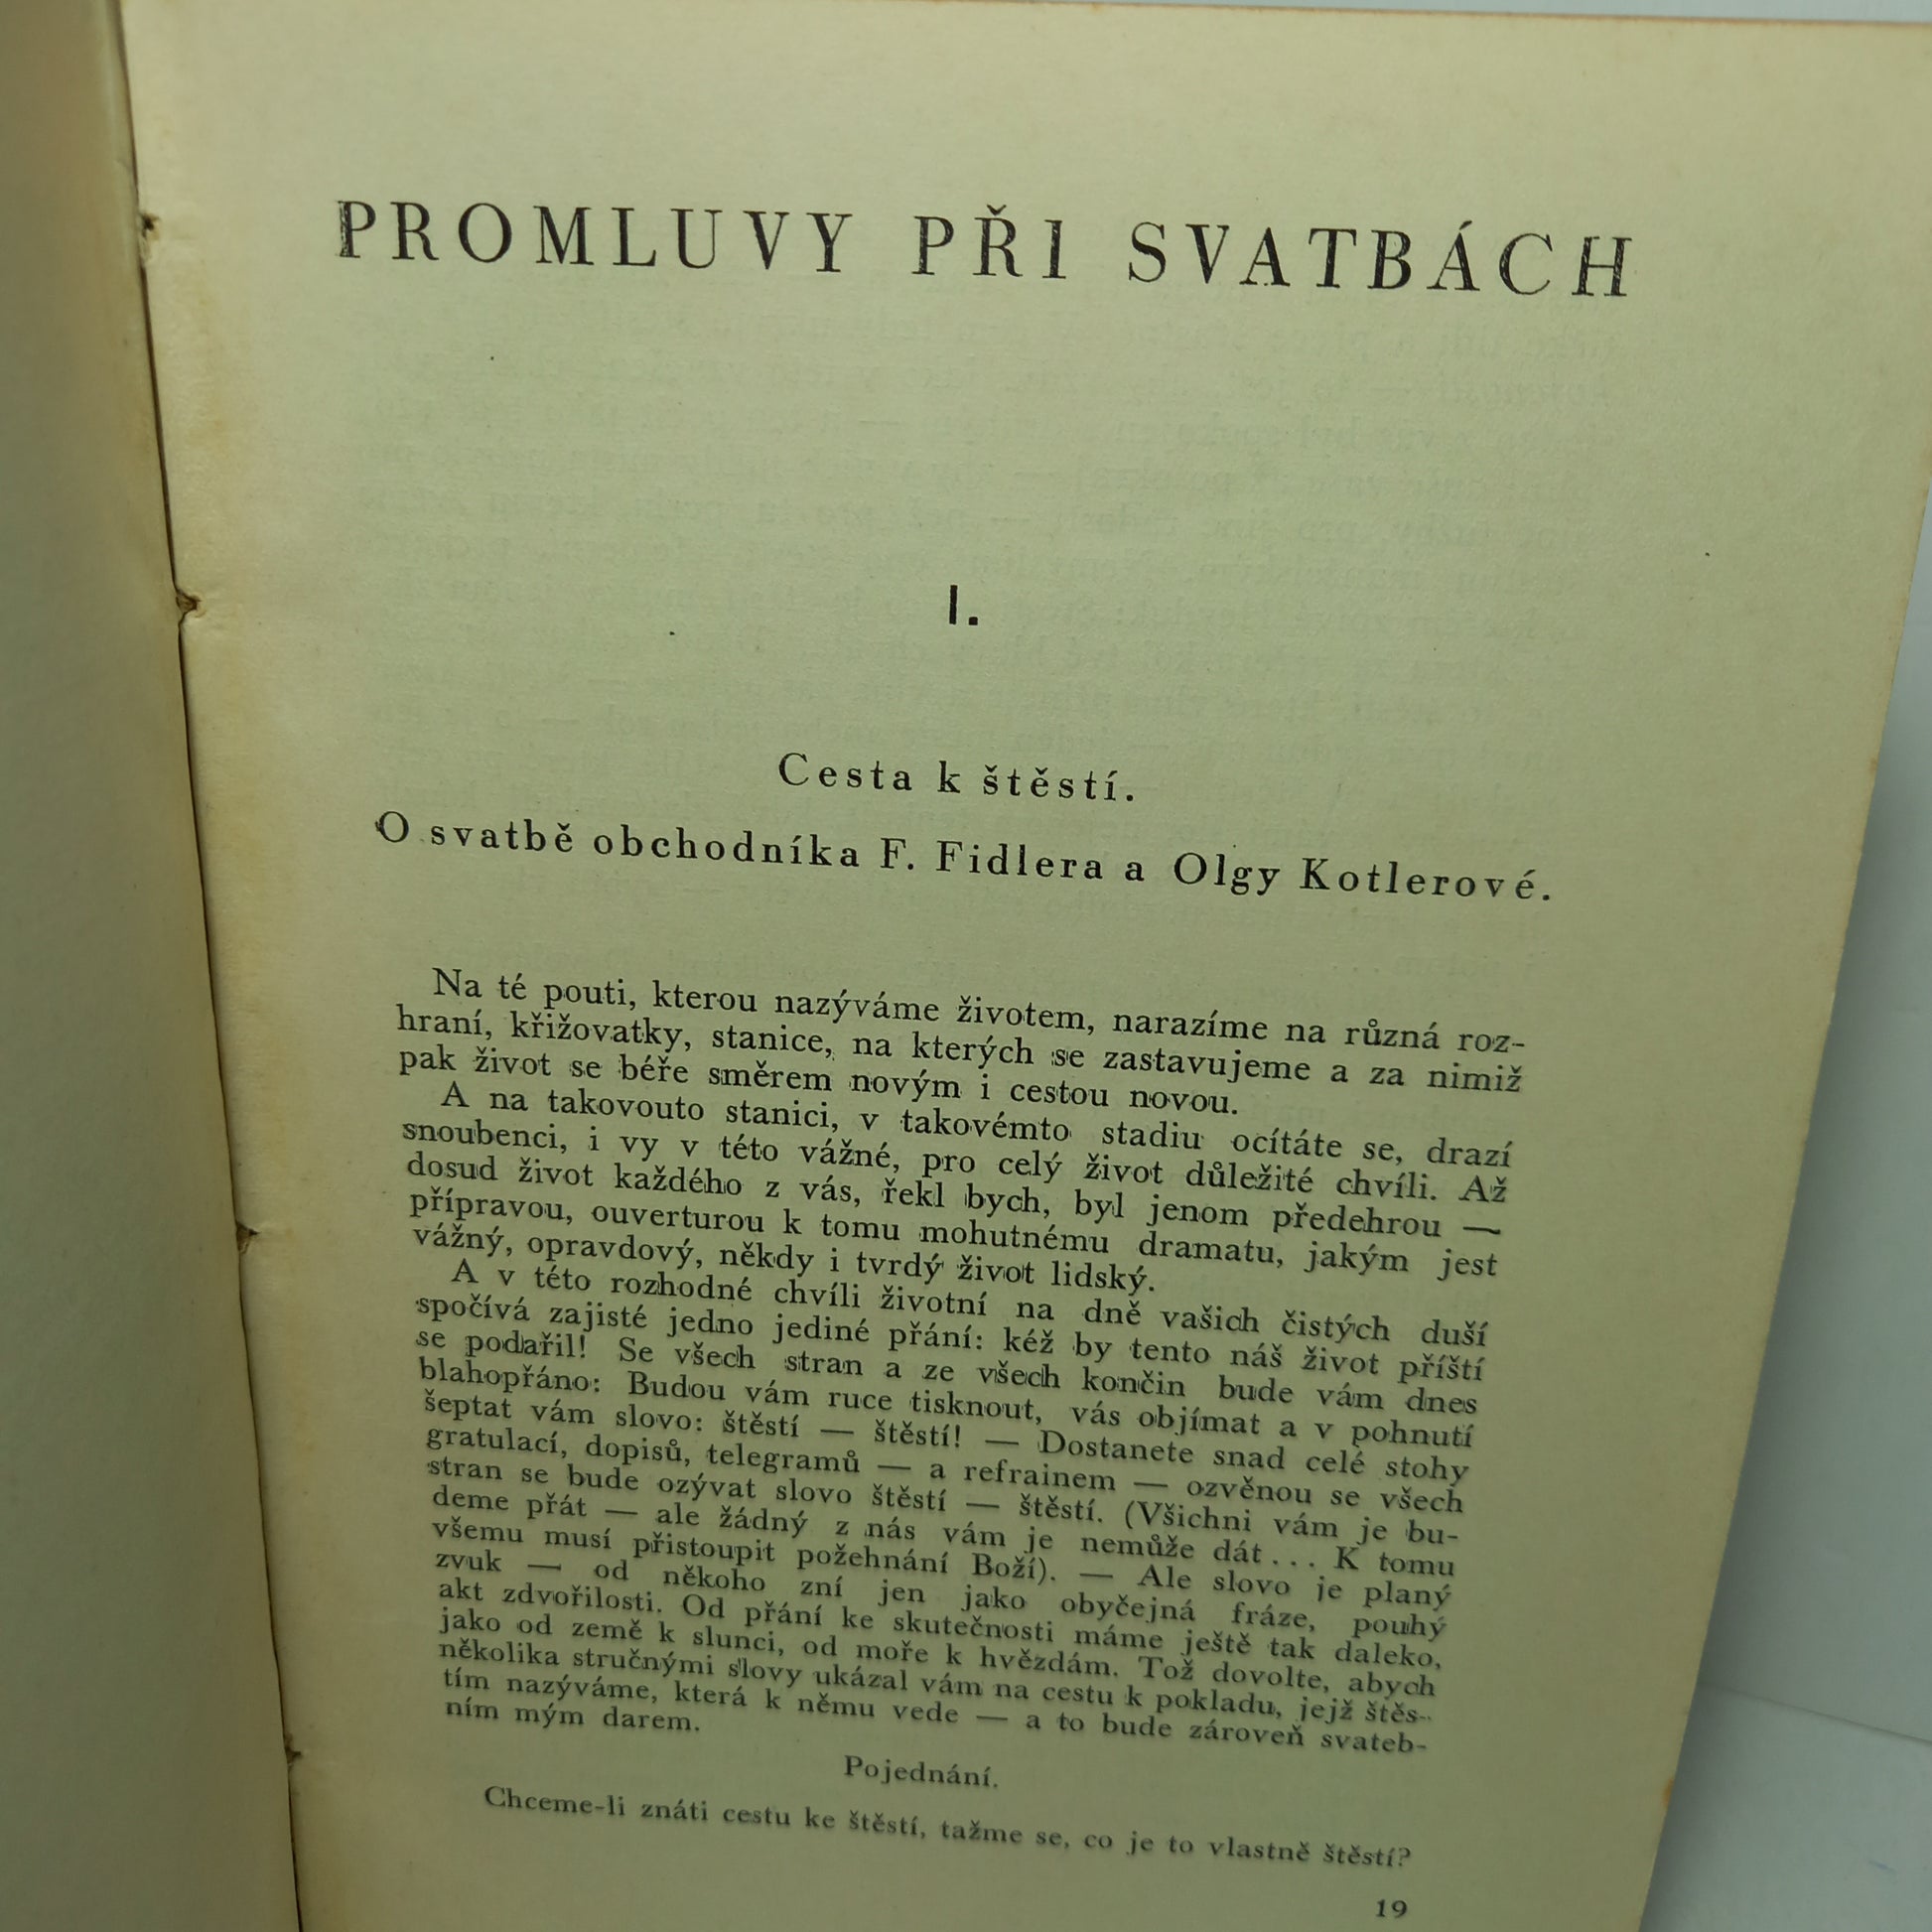 PROMLUVY PŘI SVATBÁCH
I.
Cesta k štěstí.
O svatbě obchodníka F. Fidlera a Olgy Kotlerové.
Na té pouti, kterou nazýváme životem, narazíme na různá roz-
hraní, křižovatky, stanice, na kterých se zastavujeme a za nimiž
pak život se béře směrem novým i cestou novou.
A na takovouto stanici, v takovémto stadiu ocítáte se, drazí
snoubenci, i vy v této vážné, pro celý život důležité chvíli. Až
dosud život každého z vás, řekl bych, byl jenom předehrou —
přípravou, ouverturou k tomu mohutnému dramatu, jakým jest
vážný, opravdový, někdy i tvrdý život lidský.
A v této rozhodné chvíli životní na dně vašich čistých duší
spočívá zajisté jedno jediné přání: kéž by tento náš život příští
se podařil! Se všech stran a ze všech končin bude vám dnes
blahopřáno: Budou vám ruce tisknout, vás objímat a v pohnutí
šeptat vám slovo: štěstí — štěstí! — Dostanete snad celé stohy
gratulací, dopisů, telegramů — a refrainem — ozvěnou se všech
stran se bude ozývat slovo štěstí — štěstí. (Všichni vám je bu-
deme přát — ale žádný z nás vám je nemůže dát... K tomu
všemu musí přistoupit požehnání Boží). — Ale slovo je planý
zvuk — od někoho zní jen jako obyčejná fráze, pouhý
akt zdvořilosti. Od přání ke skutečnosti máme ještě tak daleko,
jako od země k slunci, od moře k hvězdám. Tož dovolte, abych
několika stručnými slovy ukázal vám na cestu k pokladu, jejž štěs-
tím nazýváme, která k němu vede — a to bude zároveň svateb-
ním mým darem.
Pojednání.
Chceme-li znáti cestu ke štěstí, tažme se, co je to vlastně štěstí?
19